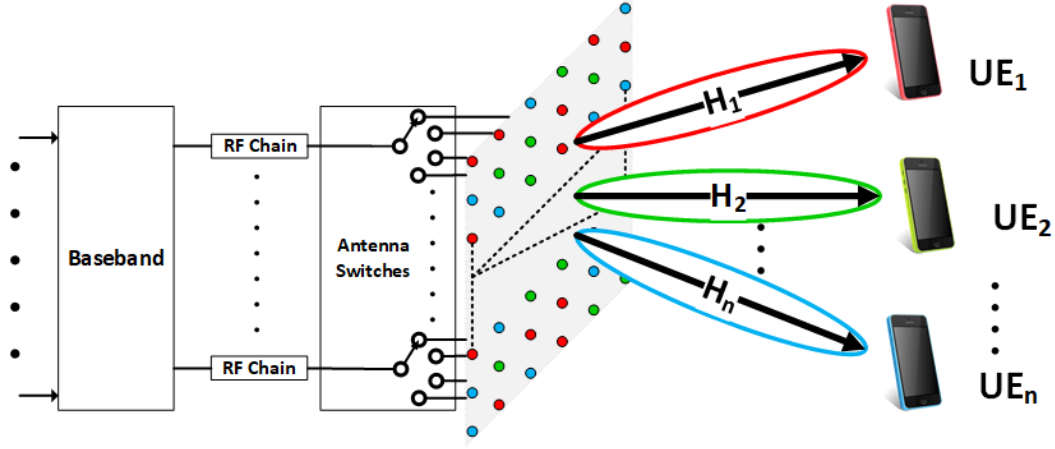 Baseband
RF Chain
RF Chain
Antenna
Switches
H₁
H₂
Hₙ
UE₁
UE₂
UEₙ